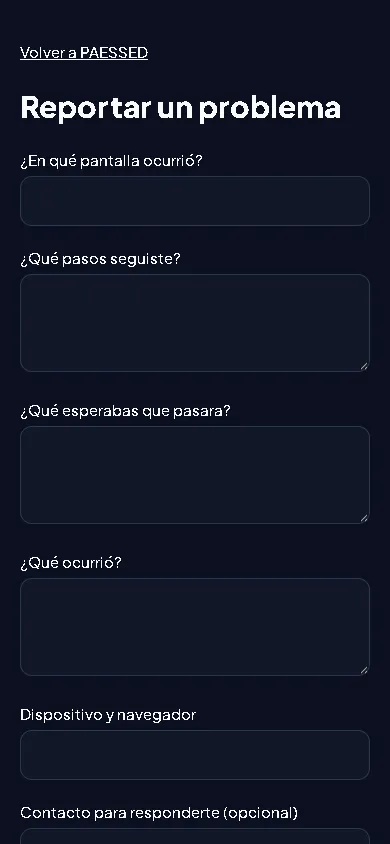 Volver a PAESSED
Reportar un problema
¿En qué pantalla ocurrió?
¿Qué pasos seguiste?
¿Qué esperabas que pasara?
¿Qué ocurrió?
Dispositivo y navegador
Contacto para responderte (opcional)